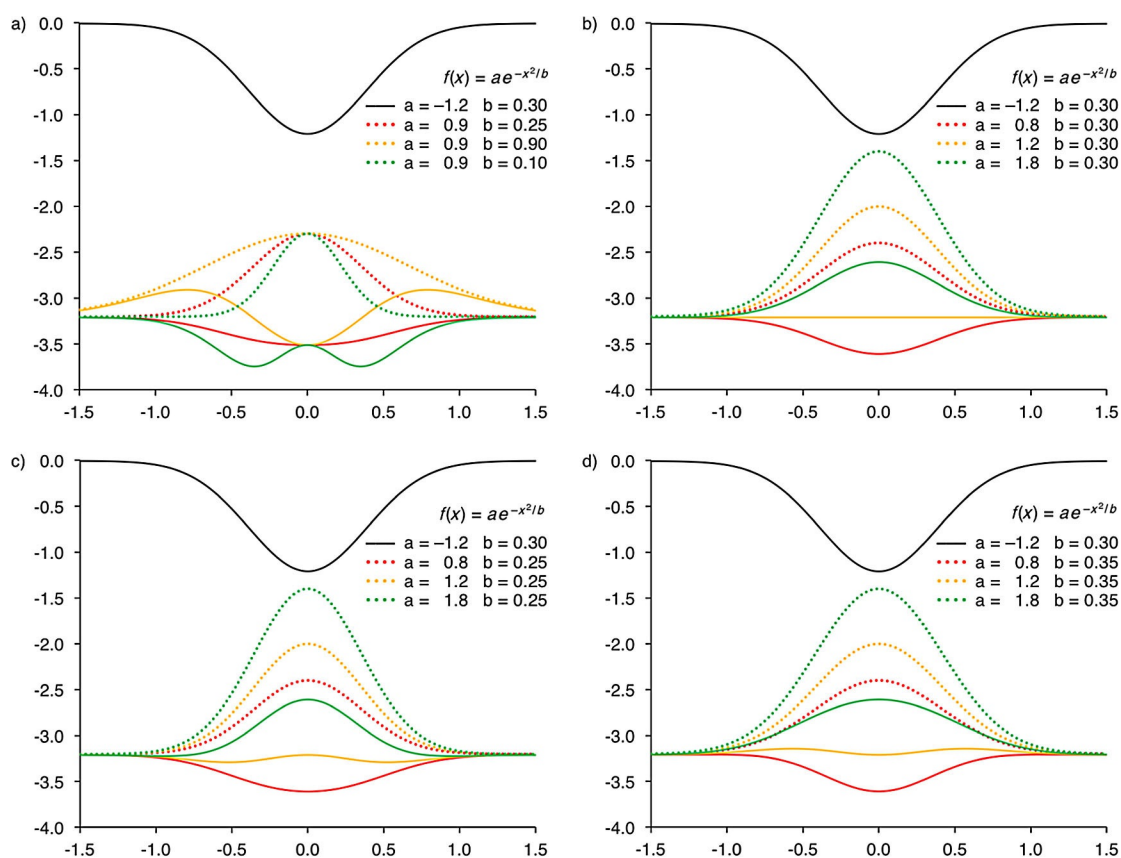 a)
0.0
-0.5
-1.0
-1.5
-2.0
-2.5
-3.0
-3.5
-4.0
-1.5 -1.0 -0.5 0.0 0.5 1.0 1.5
f(x) = ae^{-x^2/b}
a = –1.2 b = 0.30
a = 0.9 b = 0.25
a = 0.9 b = 0.90
a = 0.9 b = 0.10
b)
0.0
-0.5
-1.0
-1.5
-2.0
-2.5
-3.0
-3.5
-4.0
-1.5 -1.0 -0.5 0.0 0.5 1.0 1.5
f(x) = ae^{-x^2/b}
a = –1.2 b = 0.30
a = 0.8 b = 0.30
a = 1.2 b = 0.30
a = 1.8 b = 0.30
c)
0.0
-0.5
-1.0
-1.5
-2.0
-2.5
-3.0
-3.5
-4.0
-1.5 -1.0 -0.5 0.0 0.5 1.0 1.5
f(x) = ae^{-x^2/b}
a = –1.2 b = 0.30
a = 0.8 b = 0.25
a = 1.2 b = 0.25
a = 1.8 b = 0.25
d)
0.0
-0.5
-1.0
-1.5
-2.0
-2.5
-3.0
-3.5
-4.0
-1.5 -1.0 -0.5 0.0 0.5 1.0 1.5
f(x) = ae^{-x^2/b}
a = –1.2 b = 0.30
a = 0.8 b = 0.35
a = 1.2 b = 0.35
a = 1.8 b = 0.35